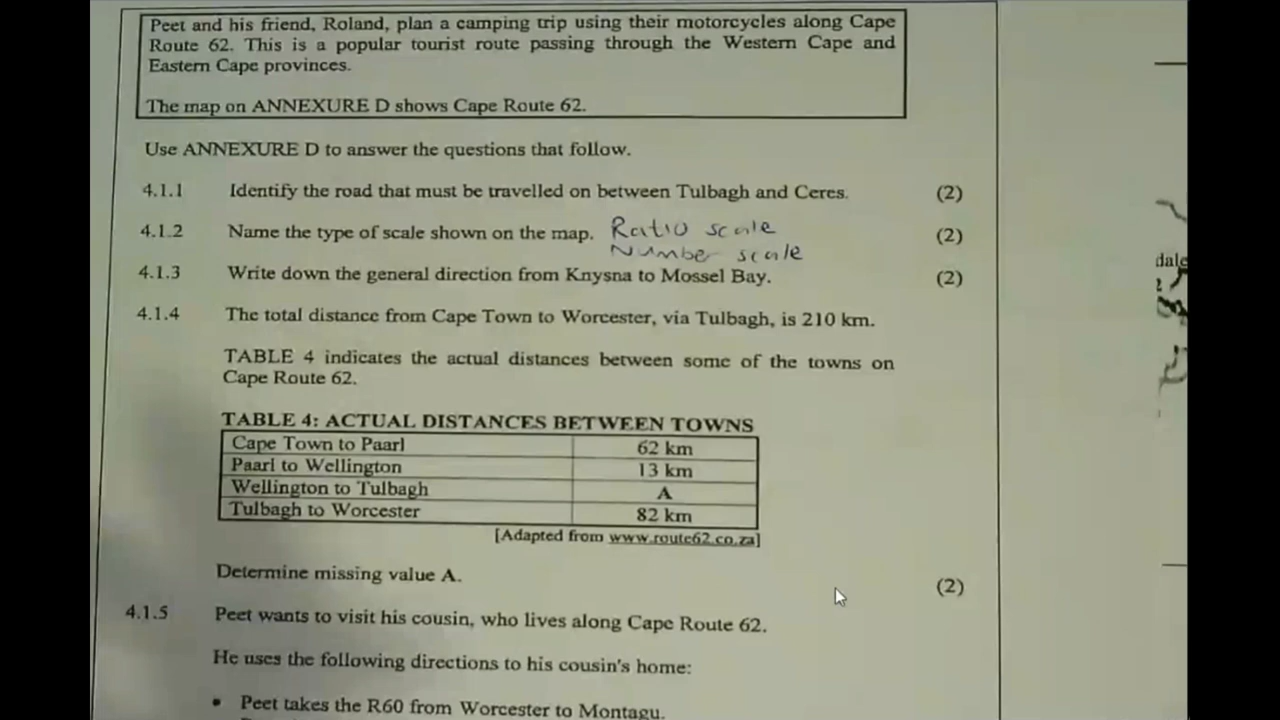 Peet and his friend, Roland, plan a camping trip using their motorcycles along Cape
Route 62. This is a popular tourist route passing through the Western Cape and
Eastern Cape provinces.
The map on ANNEXURE D shows Cape Route 62.
Use ANNEXURE D to answer the questions that follow.
4.1.1 Identify the road that must be travelled on between Tulbagh and Ceres. (2)
4.1.2 Name the type of scale shown on the map. Ratio scale (2)
Number scale
4.1.3 Write down the general direction from Knysna to Mossel Bay. (2)
4.1.4 The total distance from Cape Town to Worcester, via Tulbagh, is 210 km.
TABLE 4 indicates the actual distances between some of the towns on
Cape Route 62.
TABLE 4: ACTUAL DISTANCES BETWEEN TOWNS
Cape Town to Paarl 62 km
Paarl to Wellington 13 km
Wellington to Tulbagh A
Tulbagh to Worcester 82 km
[Adapted from www.route62.co.za]
Determine missing value A. (2)
4.1.5 Peet wants to visit his cousin, who lives along Cape Route 62.
He uses the following directions to his cousin's home:
• Peet takes the R60 from Worcester to Montagu.